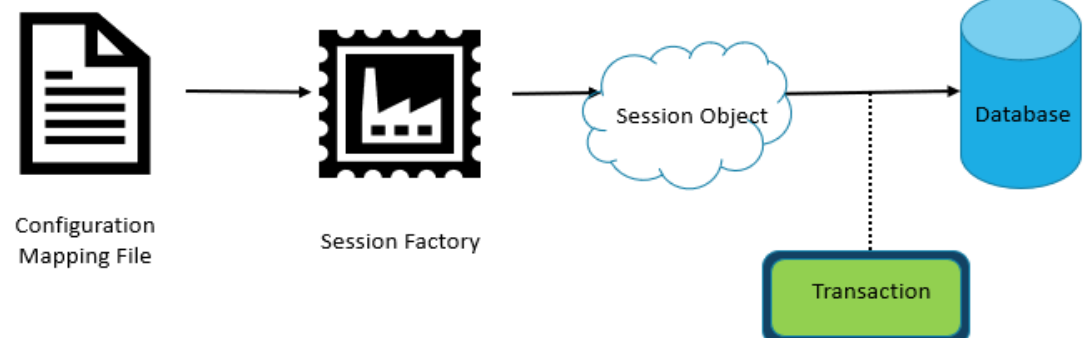 Configuration
Mapping File
Session Factory
Session Object
Database
Transaction